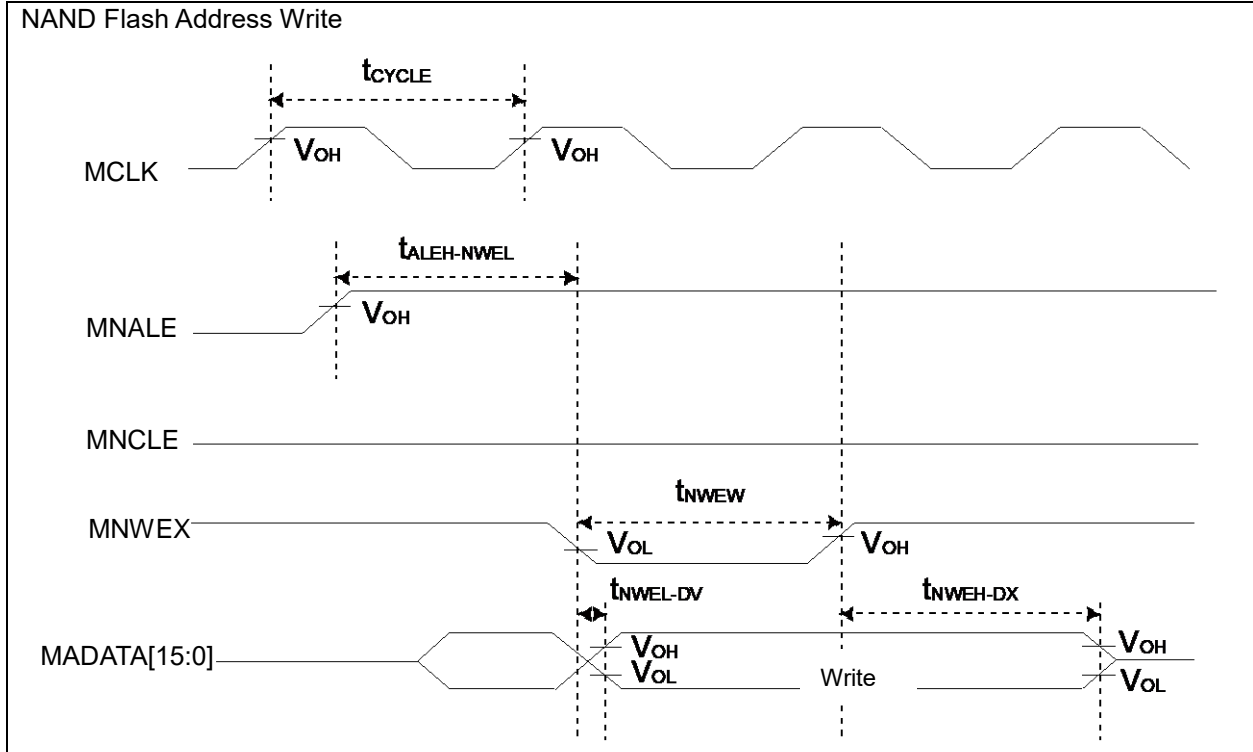 NAND Flash Address Write
tCYCLE
VOH
VOH
MCLK
tALEH-NWEL
VOH
MNALE
MNCLE
tNWEW
MNWEX
VOL
VOH
tNWEL-DV
tNWEH-DX
VOH
VOH
MADATA[15:0]
VOL
Write
VOL